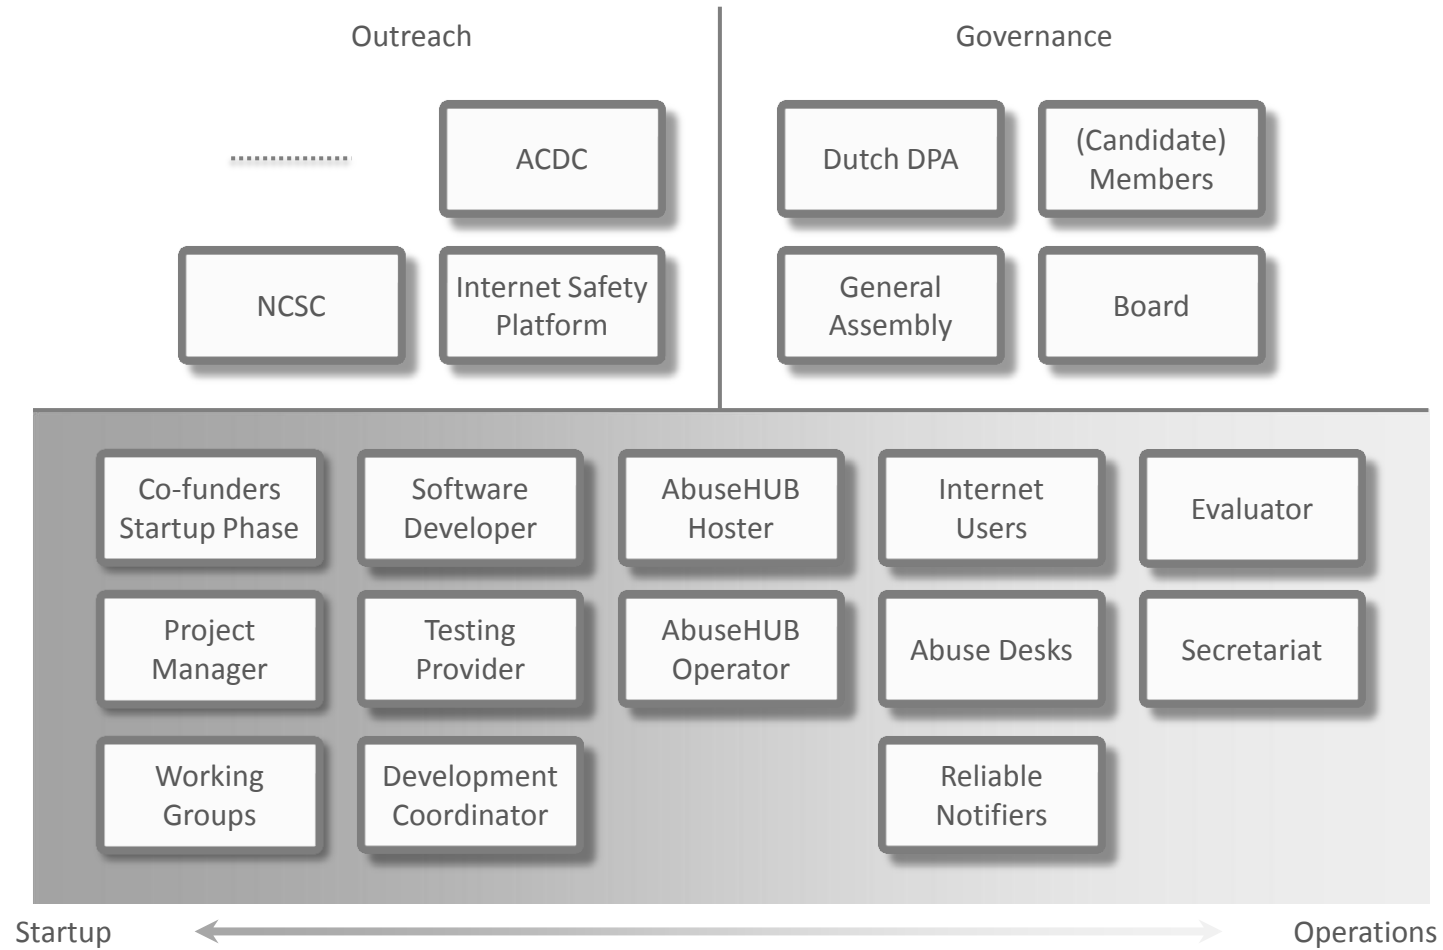 Outreach
Governance
ACDC
Dutch DPA
(Candidate)
Members
NCSC
Internet Safety
Platform
General
Assembly
Board
Co-funders
Startup Phase
Software
Developer
AbuseHUB
Hoster
Internet
Users
Evaluator
Project
Manager
Testing
Provider
AbuseHUB
Operator
Abuse Desks
Secretariat
Working
Groups
Development
Coordinator
Reliable
Notifiers
Startup
Operations